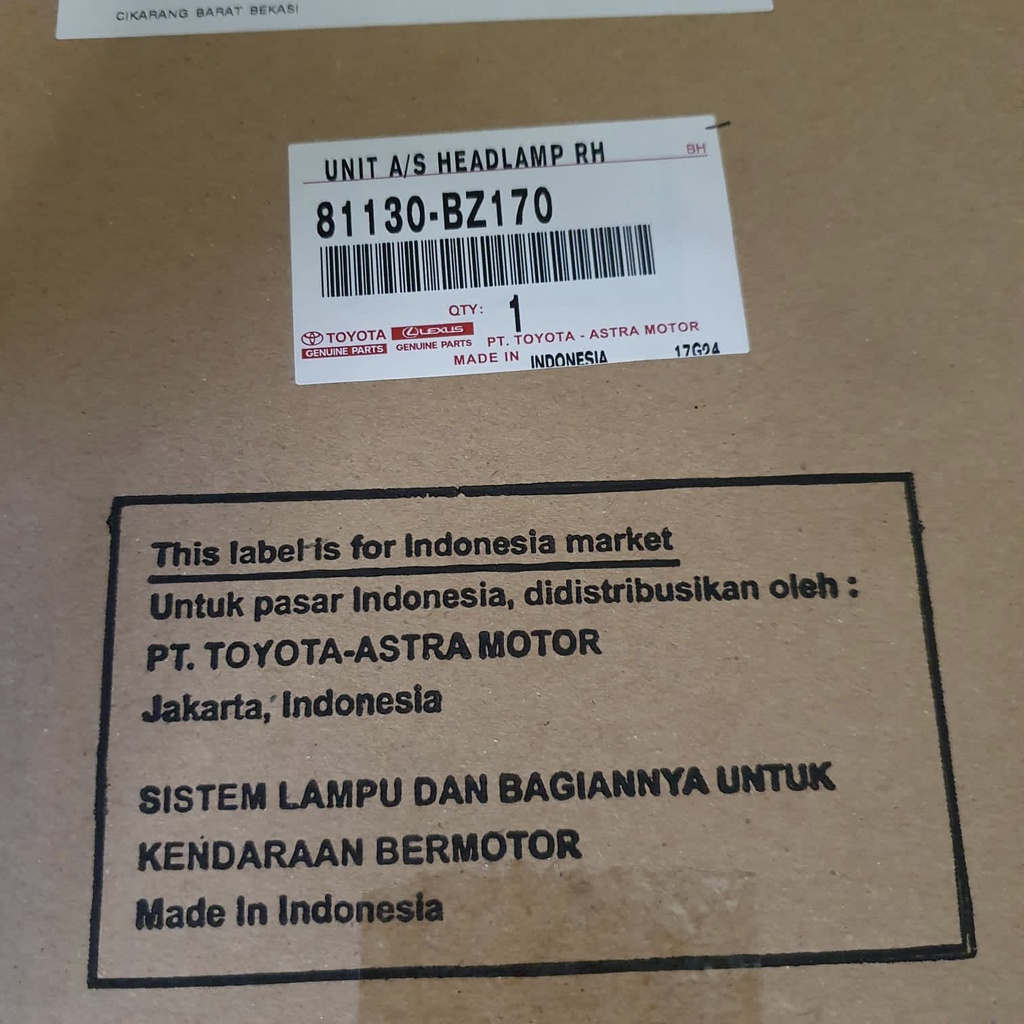 CIKARANG BARAT BEKASI
UNIT A/S HEADLAMP RH
BH
81130-BZ170
QTY: 1
TOYOTA
GENUINE PARTS
LEXUS
GENUINE PARTS
PT. TOYOTA - ASTRA MOTOR
MADE IN INDONESIA
17G24
This label is for Indonesia market
Untuk pasar Indonesia, didistribusikan oleh :
PT. TOYOTA-ASTRA MOTOR
Jakarta, Indonesia
SISTEM LAMPU DAN BAGIANNYA UNTUK
KENDARAAN BERMOTOR
Made In Indonesia